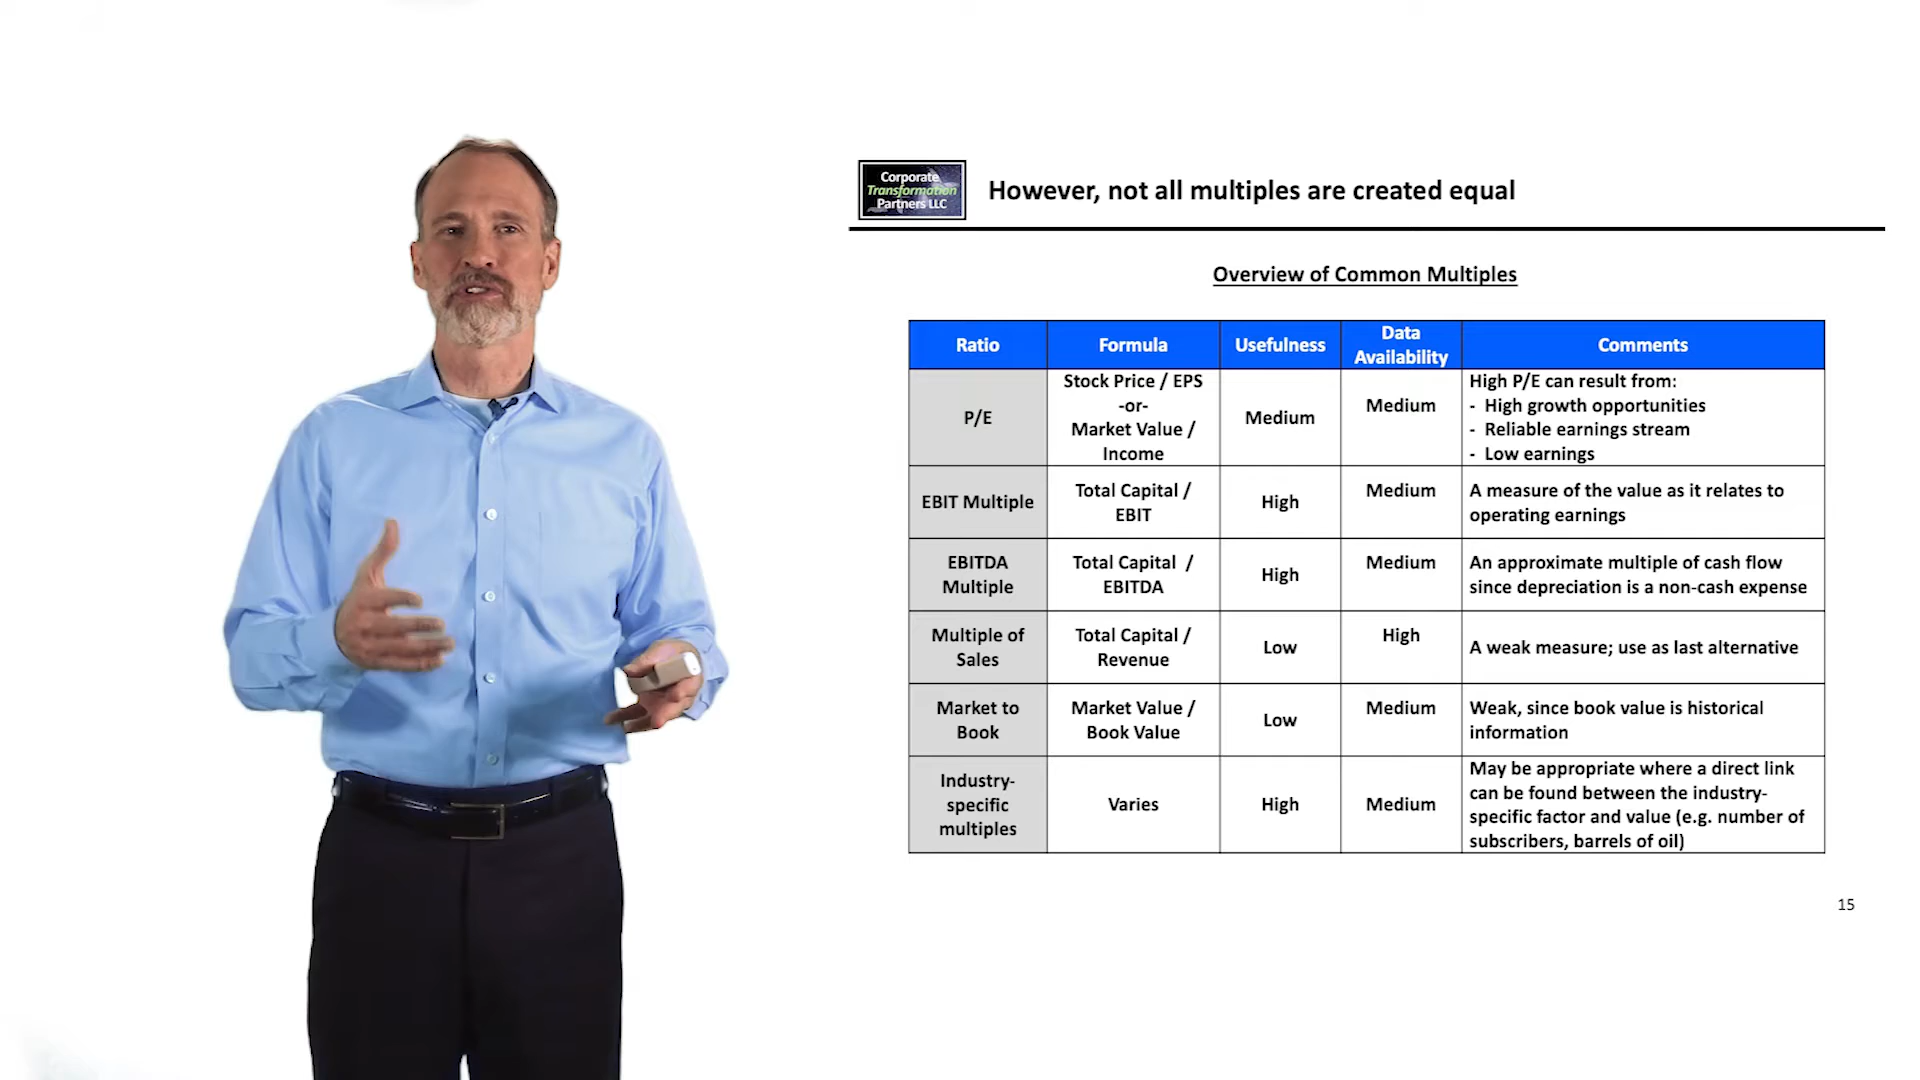 Corporate
Transformation
Partners LLC
However, not all multiples are created equal
Overview of Common Multiples
Ratio
Formula
Usefulness
Data
Availability
Comments
P/E
Stock Price / EPS
-or-
Market Value /
Income
Medium
Medium
High P/E can result from:
- High growth opportunities
- Reliable earnings stream
- Low earnings
EBIT Multiple
Total Capital /
EBIT
High
Medium
A measure of the value as it relates to
operating earnings
EBITDA
Multiple
Total Capital /
EBITDA
High
Medium
An approximate multiple of cash flow
since depreciation is a non-cash expense
Multiple of
Sales
Total Capital /
Revenue
Low
High
A weak measure; use as last alternative
Market to
Book
Market Value /
Book Value
Low
Medium
Weak, since book value is historical
information
Industry-
specific
multiples
Varies
High
Medium
May be appropriate where a direct link
can be found between the industry-
specific factor and value (e.g. number of
subscribers, barrels of oil)
15